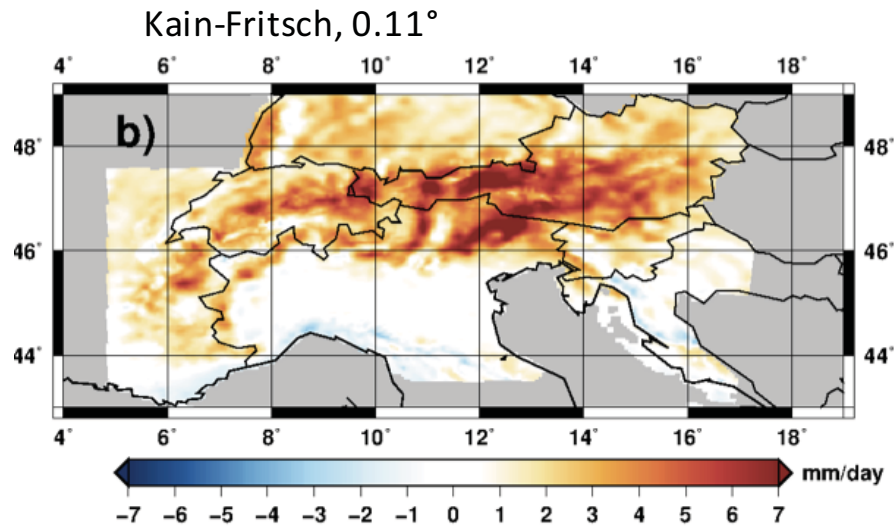 Kain-Fritsch, 0.11°
4° 6° 8° 10° 12° 14° 16° 18°
b)
48° 48°
46° 46°
44° 44°
4° 6° 8° 10° 12° 14° 16° 18°
mm/day
−7 −6 −5 −4 −3 −2 −1 0 1 2 3 4 5 6 7